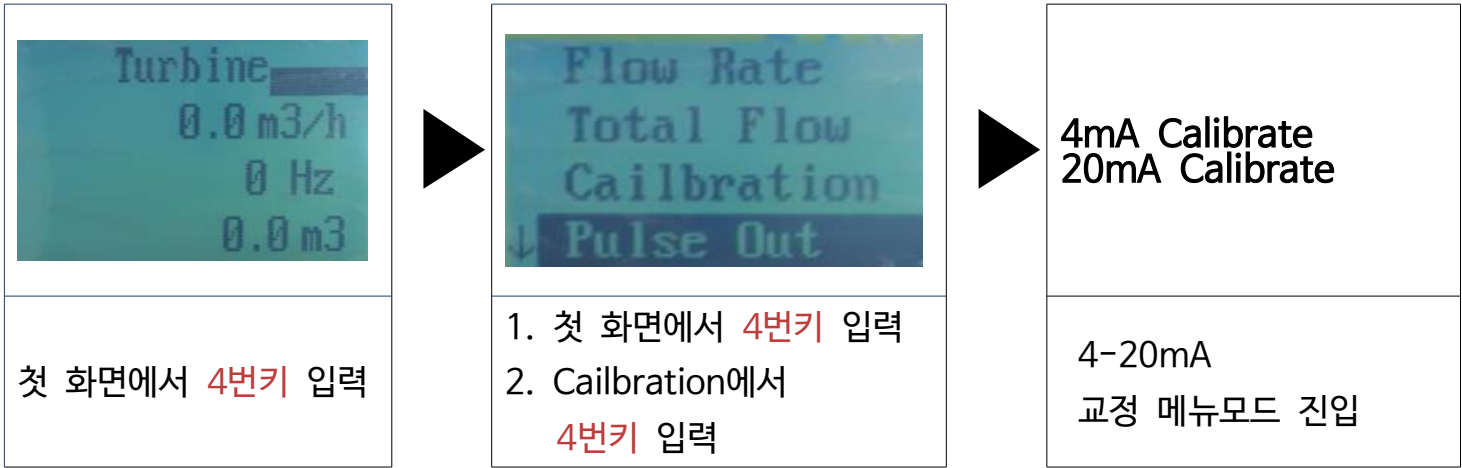 Turbine
0.0 m3/h
0 Hz
0.0 m3
첫 화면에서 4번키 입력
Flow Rate
Total Flow
Cailbration
↓ Pulse Out
1. 첫 화면에서 4번키 입력
2. Cailbration에서
4번키 입력
4mA Calibrate
20mA Calibrate
4-20mA
교정 메뉴모드 진입